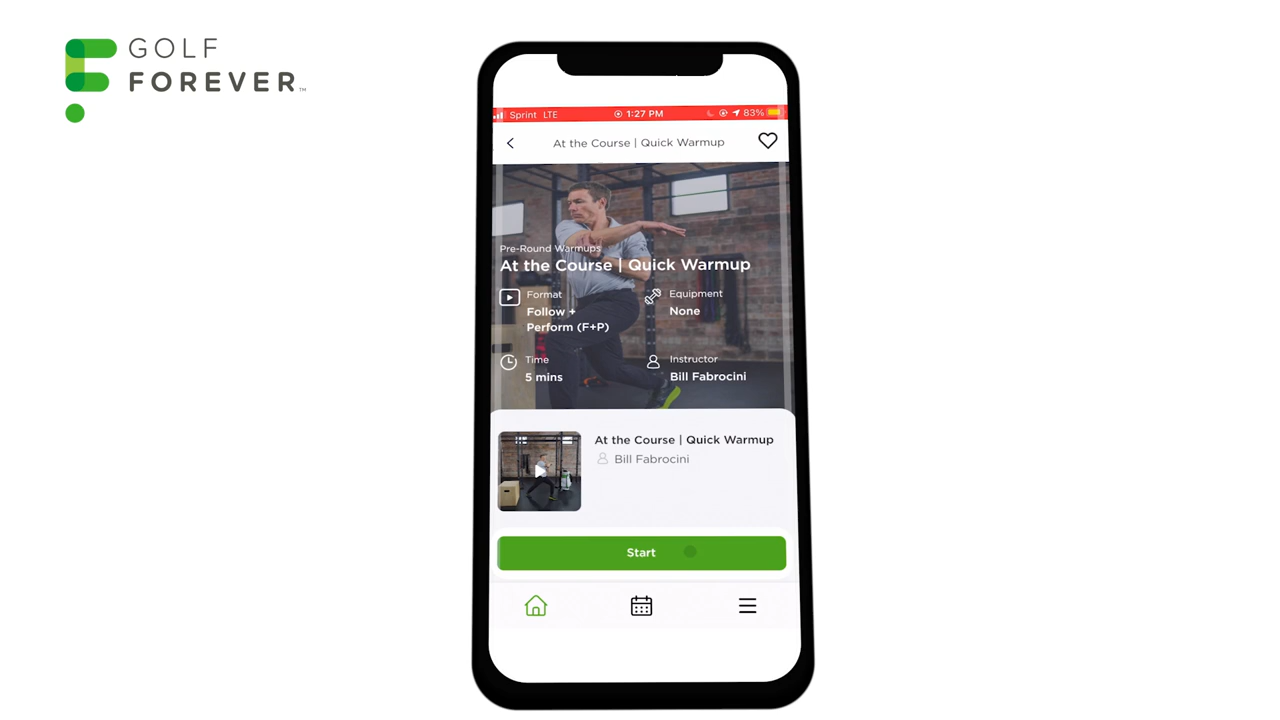 GOLF
FOREVER™
Sprint LTE 1:27 PM 83%
At the Course | Quick Warmup
Pre-Round Warmups
At the Course | Quick Warmup
Format
Follow +
Perform (F+P)
Equipment
None
Time
5 mins
Instructor
Bill Fabrocini
At the Course | Quick Warmup
Bill Fabrocini
Start